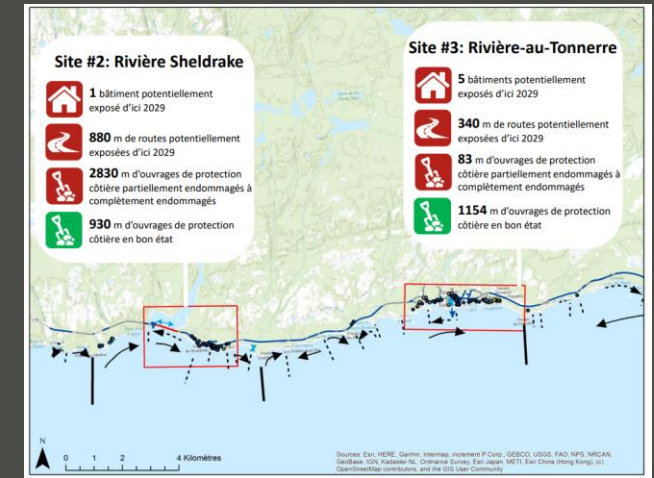 Site #2: Rivière Sheldrake
1 bâtiment potentiellement
exposé d'ici 2029
880 m de routes potentiellement
exposées d'ici 2029
2830 m d'ouvrages de protection
côtière partiellement endommagés à
complètement endommagés
930 m d'ouvrages de protection
côtière en bon état
Site #3: Rivière-au-Tonnerre
5 bâtiments potentiellement
exposés d'ici 2029
340 m de routes potentiellement
exposées d'ici 2029
83 m d'ouvrages de protection
côtière partiellement endommagés à
complètement endommagés
1154 m d'ouvrages de protection
côtière en bon état
N
0 1 2 4 Kilomètres
Sources: Esri, HERE, Garmin, Intermap, increment P Corp., GEBCO, USGS, FAO, NPS, NRCAN,
GeoBase, IGN, Kadaster NL, Ordnance Survey, Esri Japan, METI, Esri China (Hong Kong), (c)
OpenStreetMap contributors, and the GIS User Community